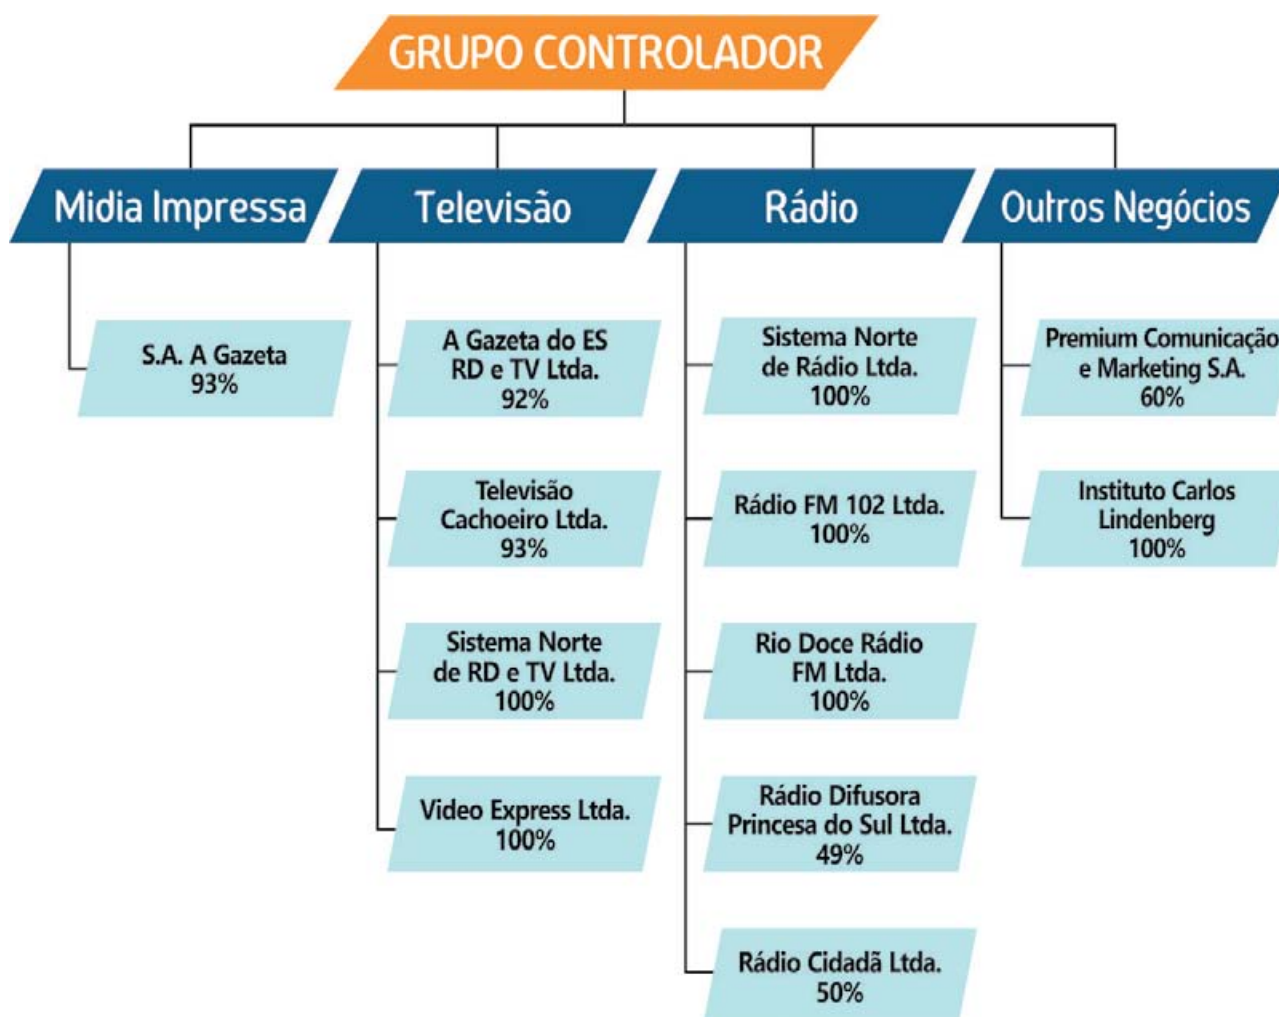 GRUPO CONTROLADOR
Midia Impressa
S.A. A Gazeta
93%
Televisão
A Gazeta do ES
RD e TV Ltda.
92%
Televisão
Cachoeiro Ltda.
93%
Sistema Norte
de RD e TV Ltda.
100%
Video Express Ltda.
100%
Rádio
Sistema Norte
de Rádio Ltda.
100%
Rádio FM 102 Ltda.
100%
Rio Doce Rádio
FM Ltda.
100%
Rádio Difusora
Princesa do Sul Ltda.
49%
Rádio Cidadã Ltda.
50%
Outros Negócios
Premium Comunicação
e Marketing S.A.
60%
Instituto Carlos
Lindenberg
100%